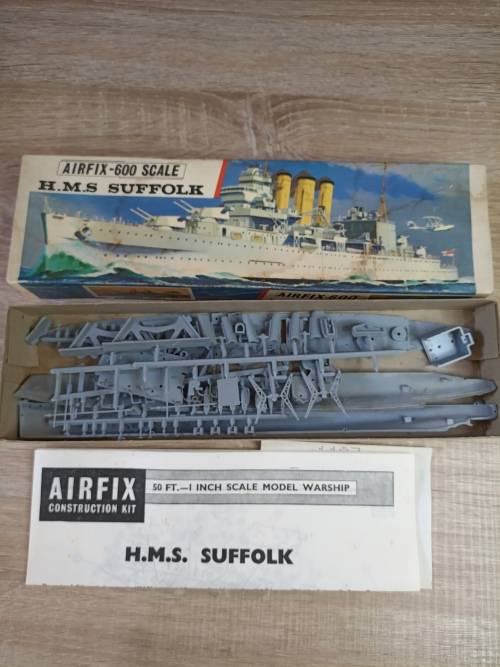 AIRFIX-600 SCALE
H.M.S SUFFOLK
AIRFIX-600
AIRFIX
CONSTRUCTION KIT
50 FT.—1 INCH SCALE MODEL WARSHIP
H.M.S. SUFFOLK